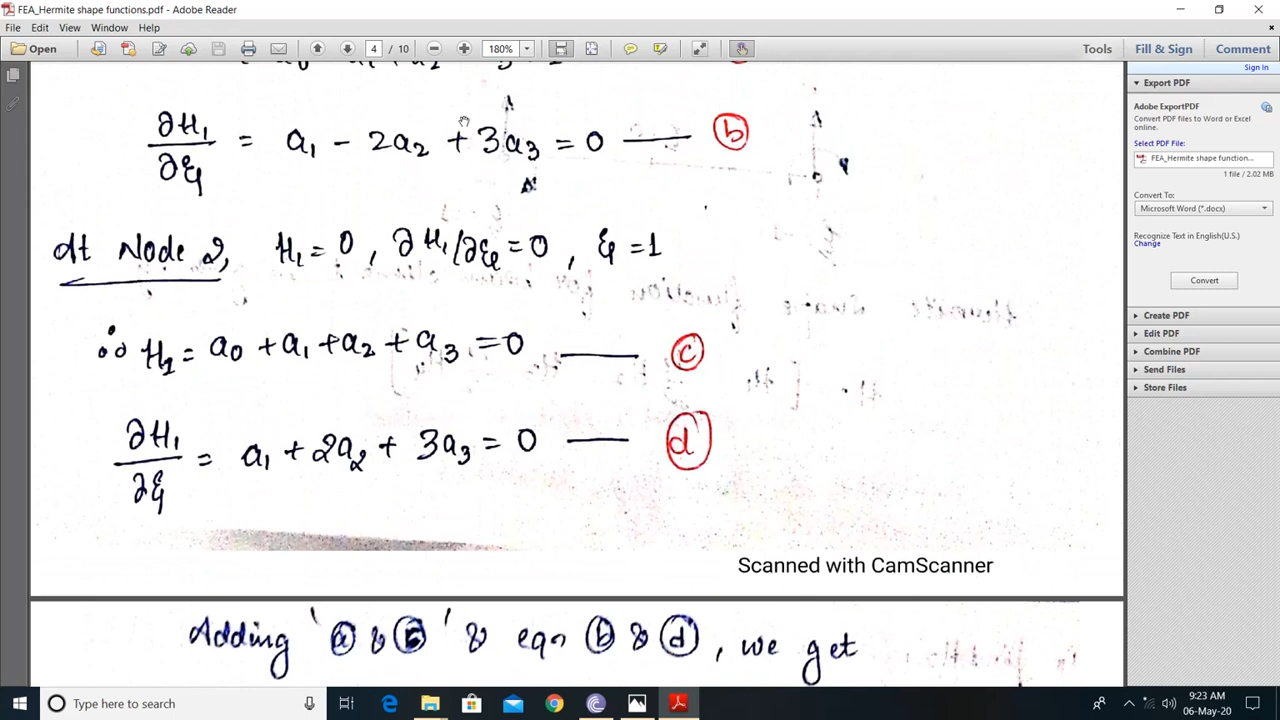 FEA_Hermite shape functions.pdf - Adobe Reader
File Edit View Window Help
Open 4 / 10 180% Tools Fill & Sign Comment
Sign In
Export PDF
Adobe ExportPDF
Convert PDF files to Word or Excel online.
Select PDF File:
FEA_Hermite shape function...
1 file / 2.02 MB
Convert To:
Microsoft Word (*.docx)
Recognize Text in English(U.S.)
Change
Convert
Create PDF
Edit PDF
Combine PDF
Send Files
Store Files
∂H₁/∂ξ = a₁ - 2a₂ + 3a₃ = 0 —— ⓑ
At Node 2, H₁ = 0, ∂H₁/∂ξ = 0, ξ = 1
∴ H₂ = a₀ + a₁ + a₂ + a₃ = 0 —— ⓒ
∂H₁/∂ξ = a₁ + 2a₂ + 3a₃ = 0 —— ⓓ
Scanned with CamScanner
Adding 'ⓐ & ⓒ' & eqn ⓑ & ⓓ, we get
Type here to search
9:23 AM
06-May-20